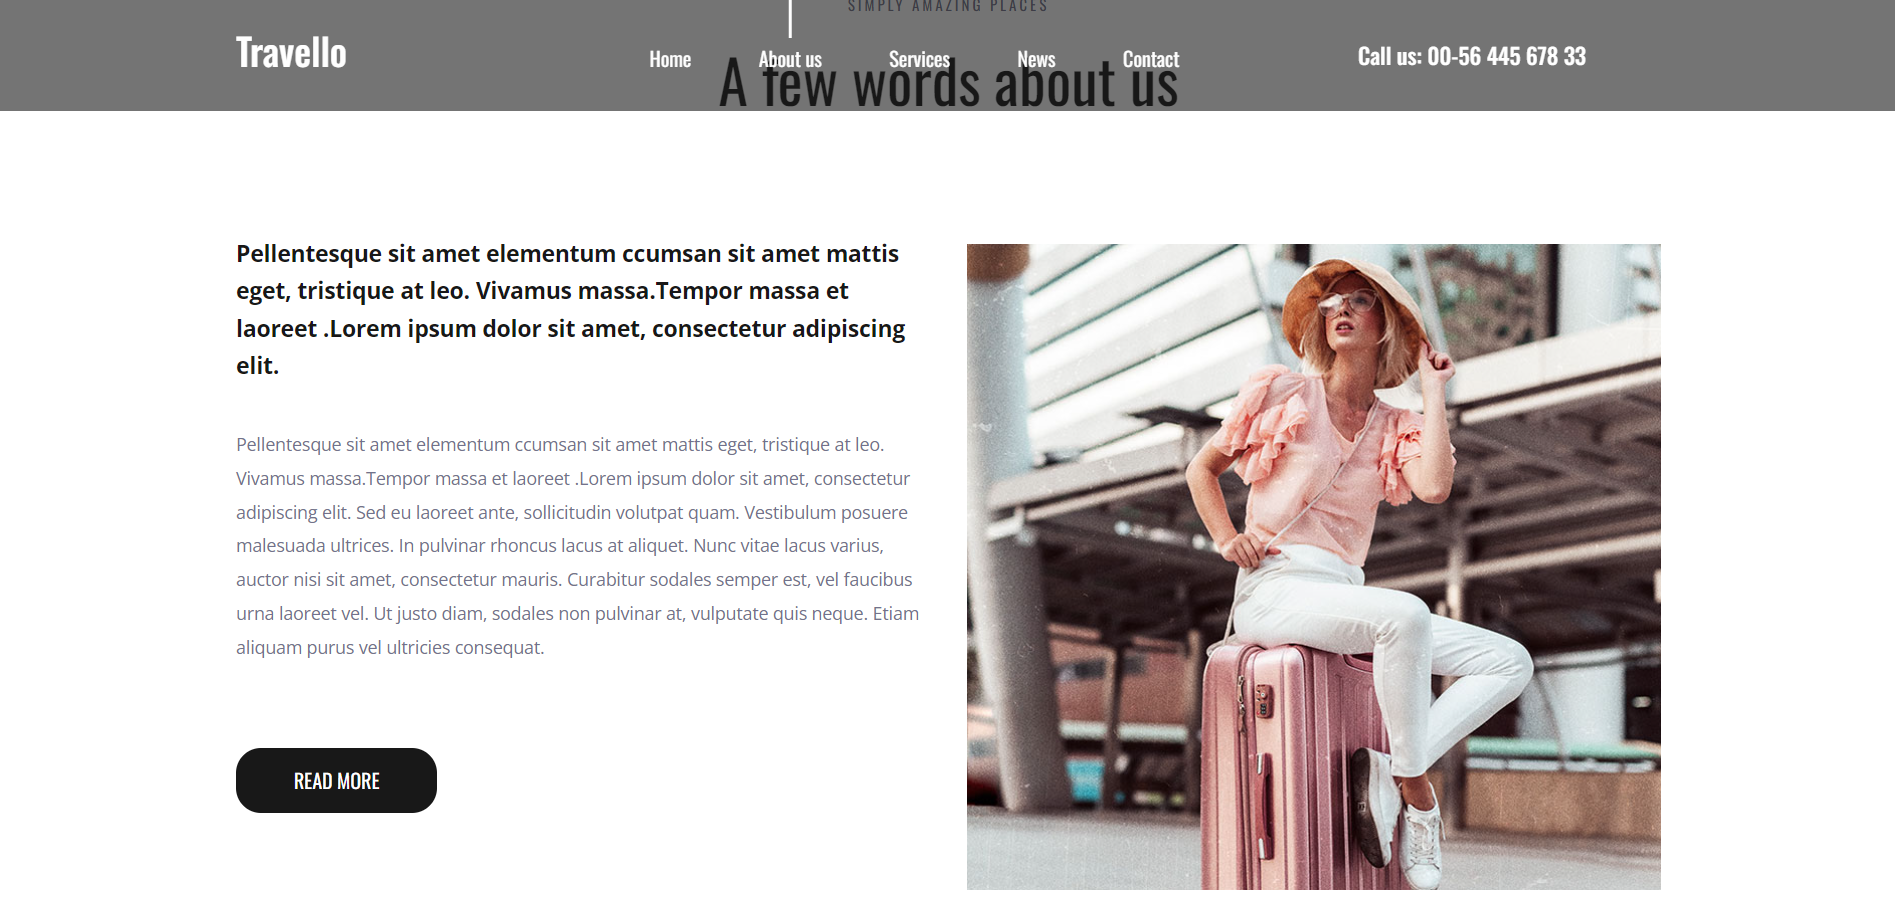 SIMPLY AMAZING PLACES
Travello
Home
About us
Services
News
Contact
Call us: 00-56 445 678 33
A few words about us
Pellentesque sit amet elementum ccumsan sit amet mattis
eget, tristique at leo. Vivamus massa.Tempor massa et
laoreet .Lorem ipsum dolor sit amet, consectetur adipiscing
elit.
Pellentesque sit amet elementum ccumsan sit amet mattis eget, tristique at leo.
Vivamus massa.Tempor massa et laoreet .Lorem ipsum dolor sit amet, consectetur
adipiscing elit. Sed eu laoreet ante, sollicitudin volutpat quam. Vestibulum posuere
malesuada ultrices. In pulvinar rhoncus lacus at aliquet. Nunc vitae lacus varius,
auctor nisi sit amet, consectetur mauris. Curabitur sodales semper est, vel faucibus
urna laoreet vel. Ut justo diam, sodales non pulvinar at, vulputate quis neque. Etiam
aliquam purus vel ultricies consequat.
READ MORE